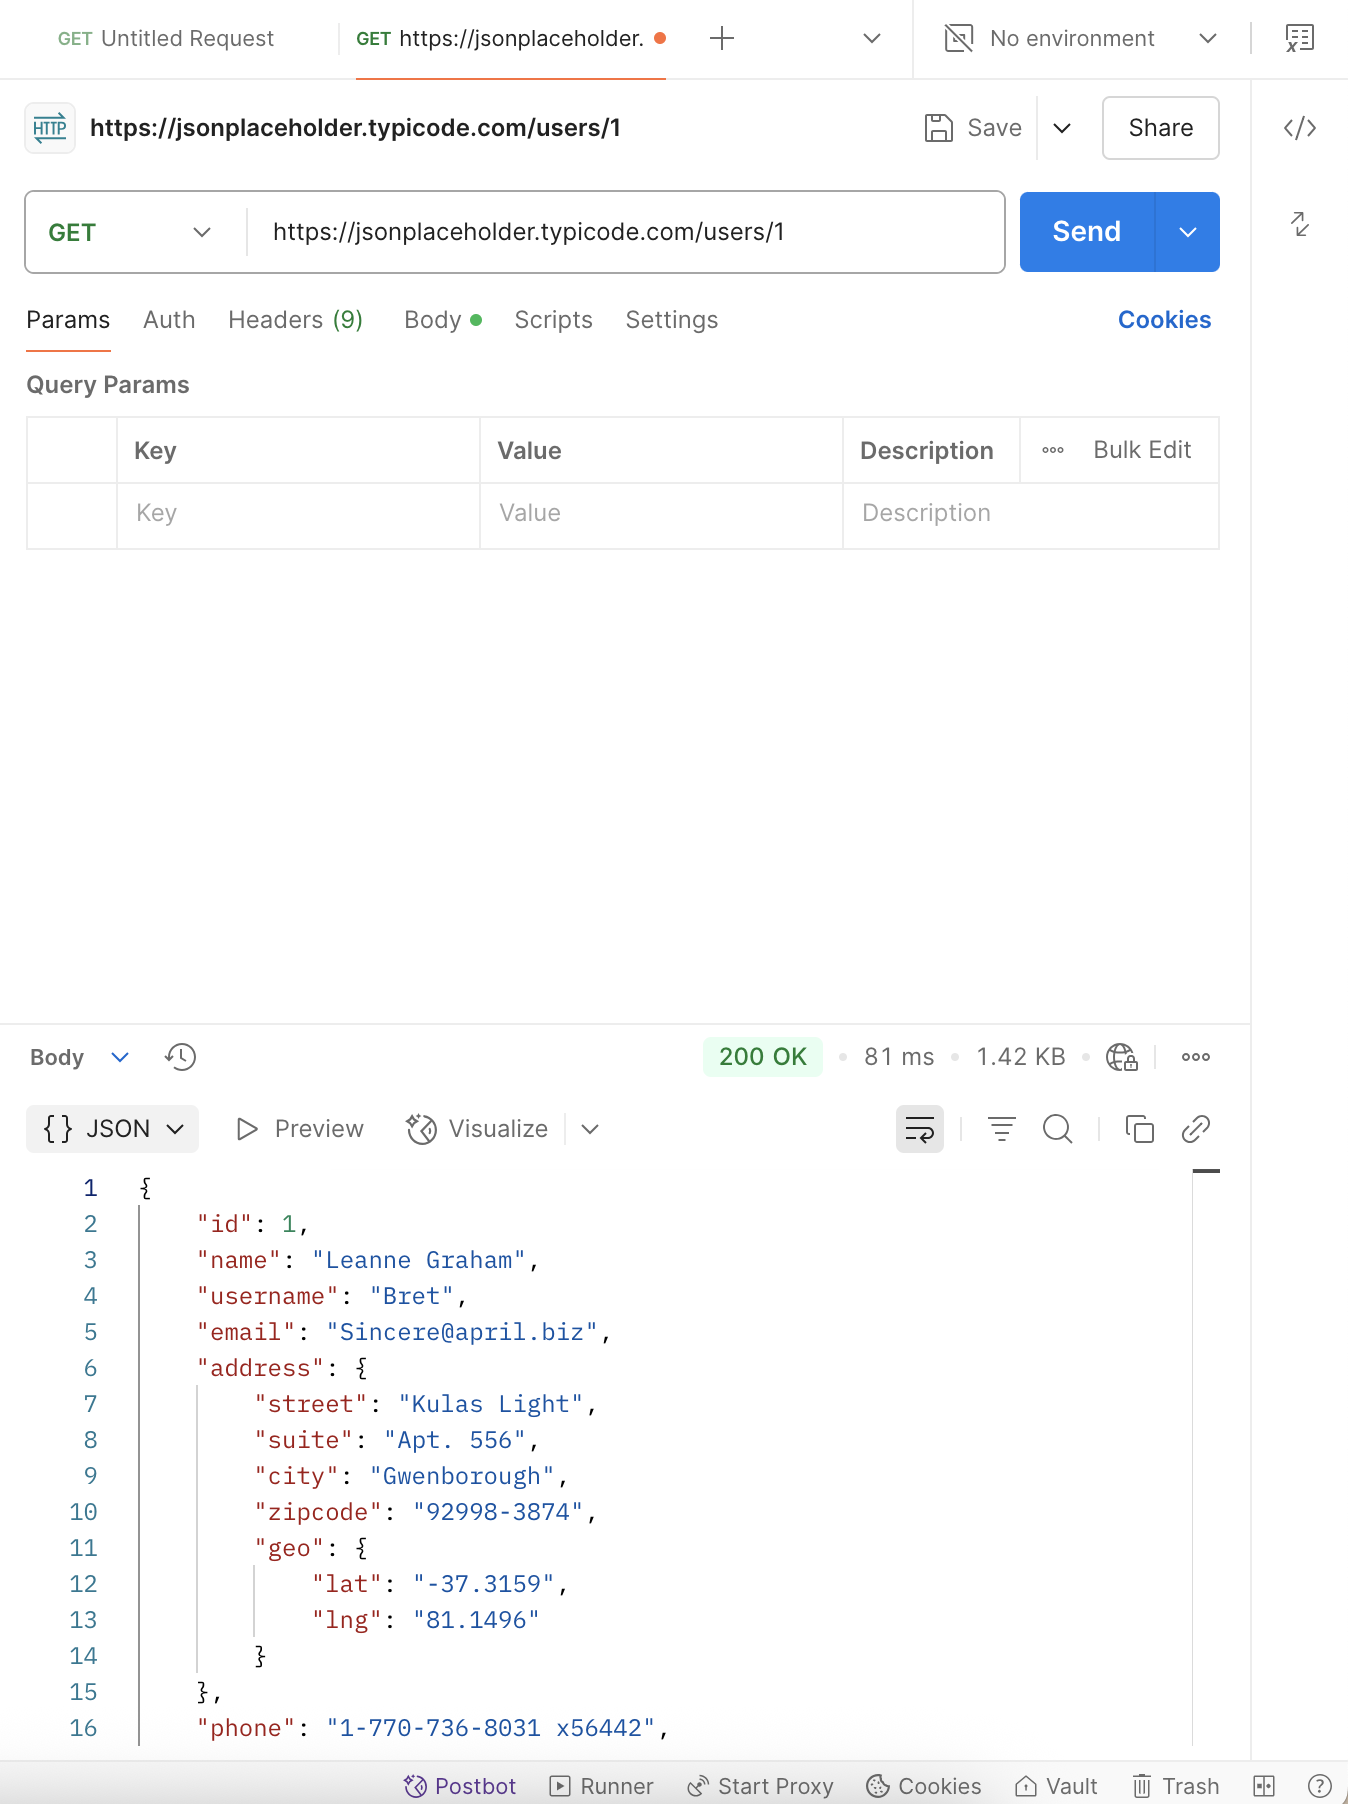 GET Untitled Request GET https://jsonplaceholder. No environment
HTTP https://jsonplaceholder.typicode.com/users/1 Save Share
GET https://jsonplaceholder.typicode.com/users/1 Send
Params Auth Headers (9) Body Scripts Settings Cookies
Query Params
Key Value Description Bulk Edit
Key Value Description
Body 200 OK 81 ms 1.42 KB
{ } JSON Preview Visualize
1 {
2 "id": 1,
3 "name": "Leanne Graham",
4 "username": "Bret",
5 "email": "Sincere@april.biz",
6 "address": {
7 "street": "Kulas Light",
8 "suite": "Apt. 556",
9 "city": "Gwenborough",
10 "zipcode": "92998-3874",
11 "geo": {
12 "lat": "-37.3159",
13 "lng": "81.1496"
14 }
15 },
16 "phone": "1-770-736-8031 x56442",
Postbot Runner Start Proxy Cookies Vault Trash